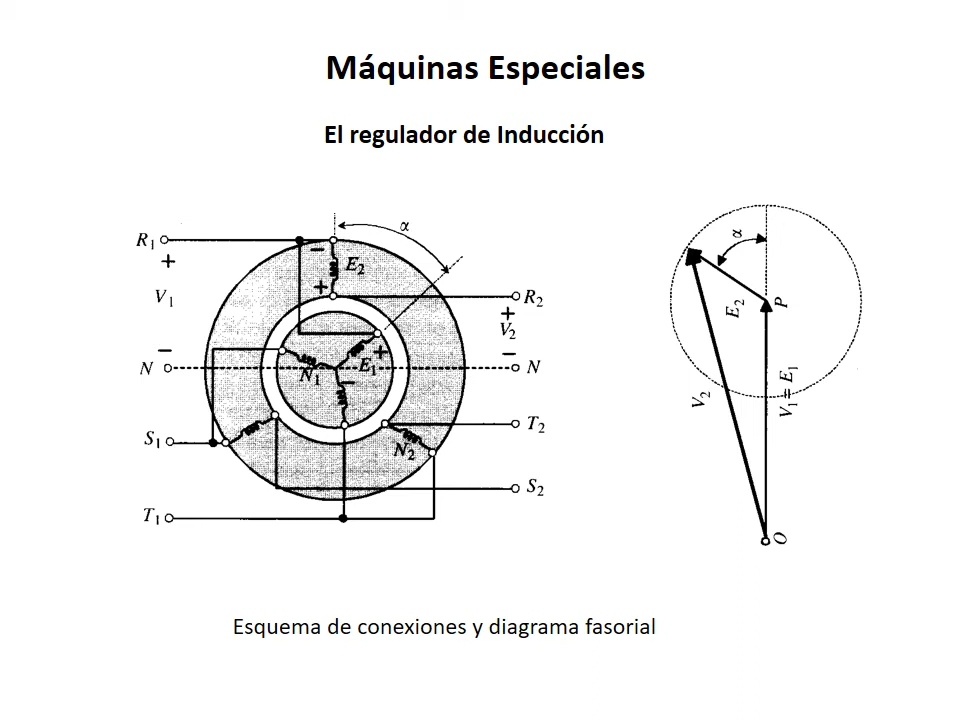 Máquinas Especiales
El regulador de Inducción
R1
+
V1
−
N
S1
T1
α
−
E2
+
N1
E1
+
−
N2
R2
+
V2
−
N
T2
S2
α
E2
P
V2
V1 = E1
O
Esquema de conexiones y diagrama fasorial